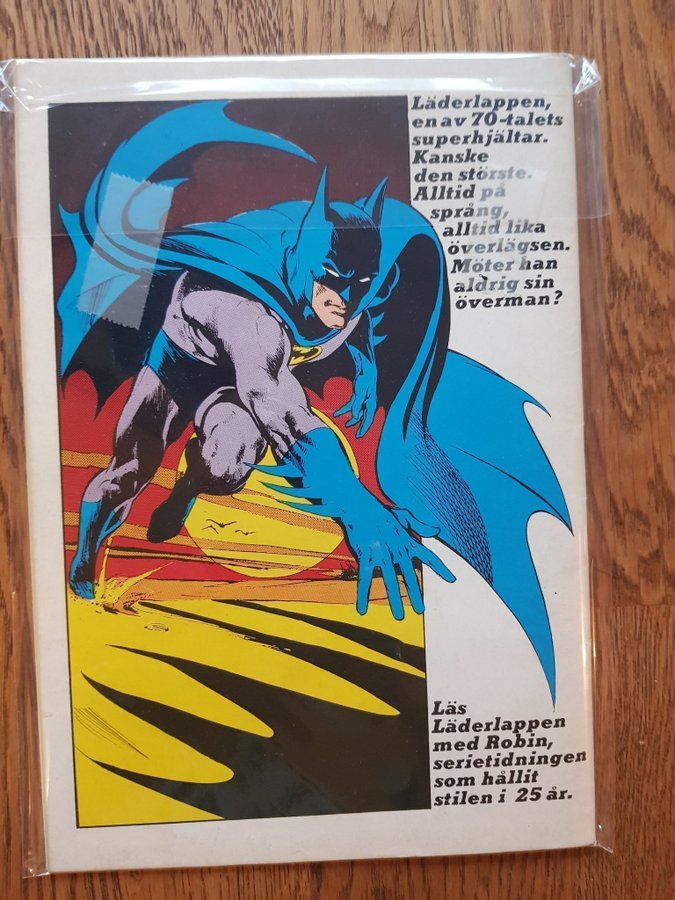 Läderlappen,
en av 70-talets
superhjältar.
Kanske
den störste.
Alltid på
språng,
alltid lika
överlägsen.
Möter han
aldrig sin
överman?
Läs
Läderlappen
med Robin,
serietidningen
som hållit
stilen i 25 år.